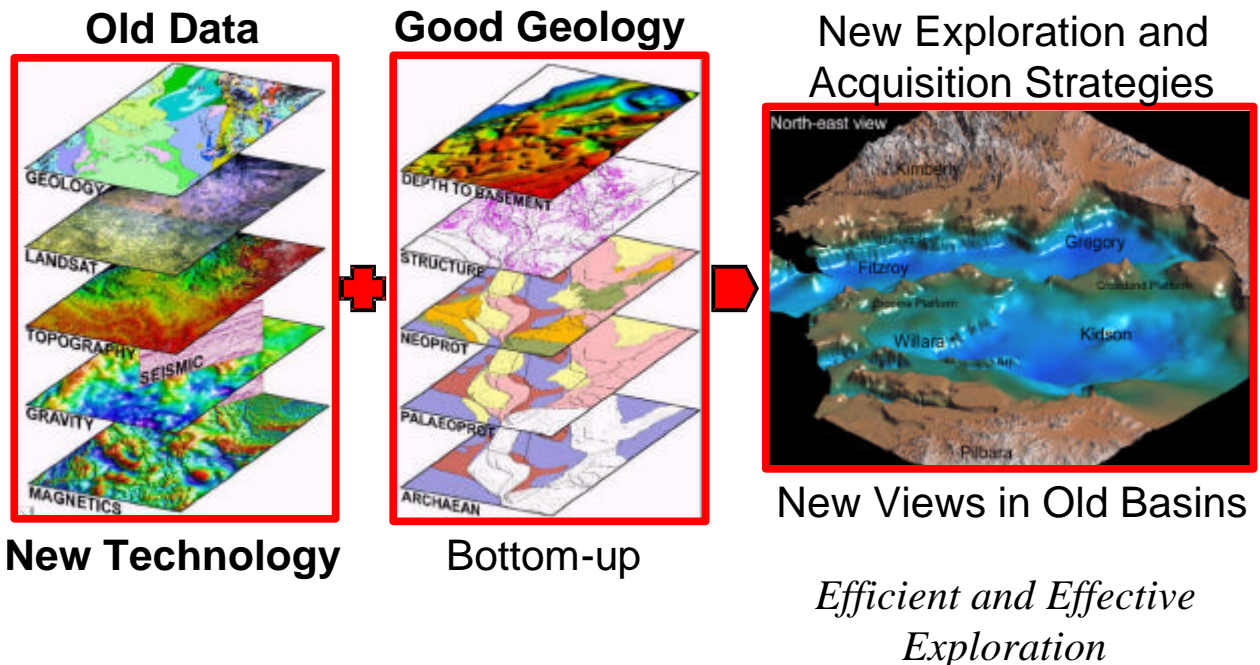 Old Data
GEOLOGY
LANDSAT
TOPOGRAPHY
SEISMIC
GRAVITY
MAGNETICS
New Technology
Good Geology
DEPTH TO BASEMENT
STRUCTURE
NEOPROT
PALAEOPROT
ARCHAEAN
Bottom-up
New Exploration and
Acquisition Strategies
North-east view
Kimberly
Gregory
Fitzroy
Crossland Platform
Broome Platform
Willara
Kidson
Pilbara
New Views in Old Basins
Efficient and Effective
Exploration